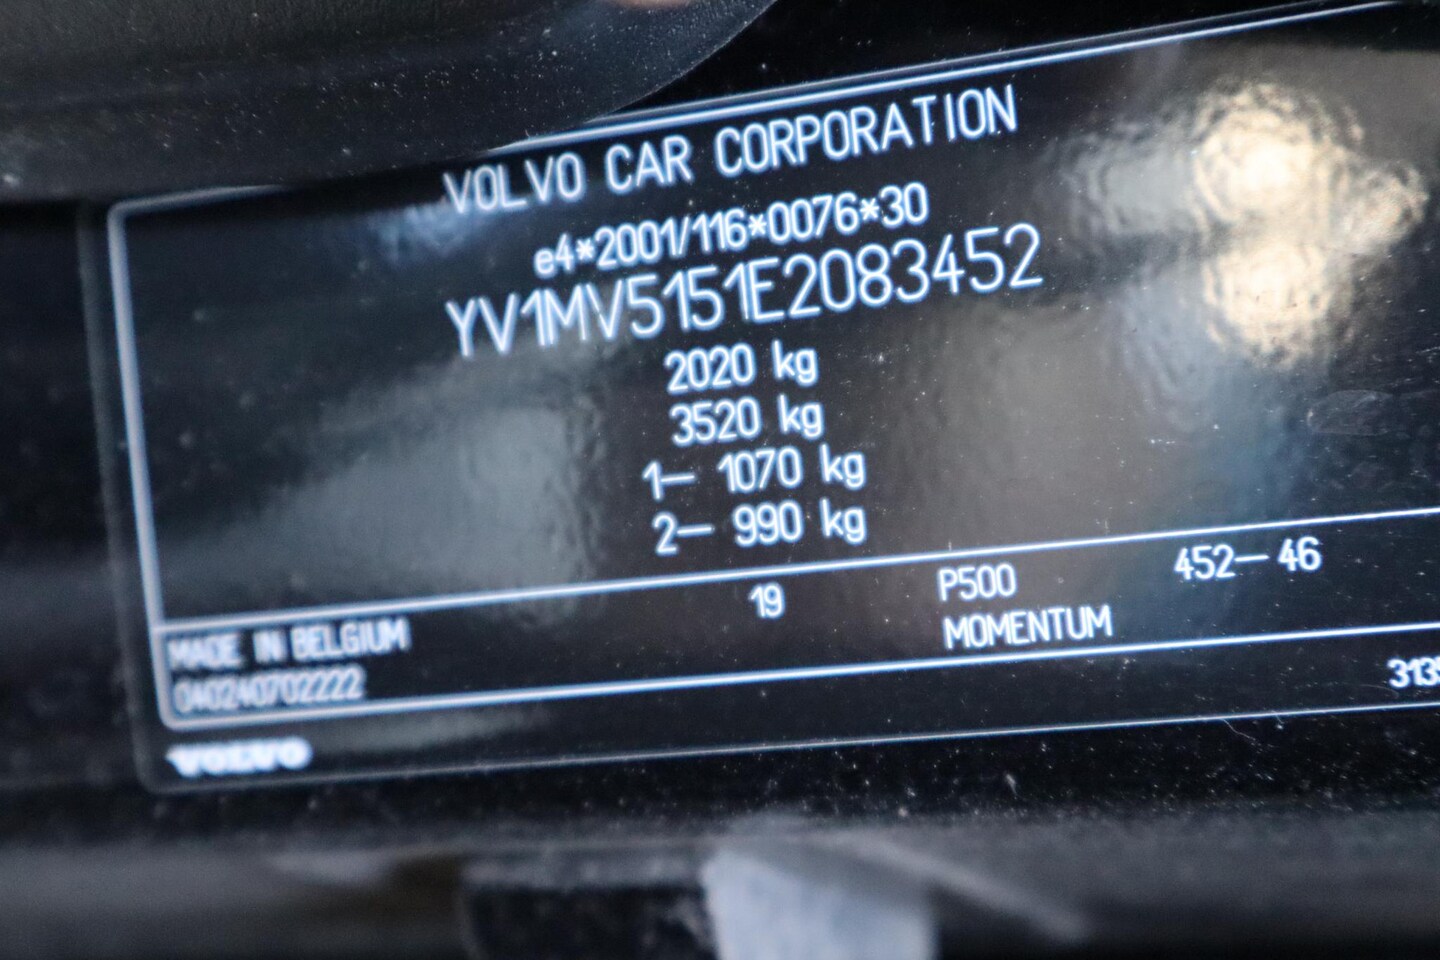 VOLVO CAR CORPORATION
e4*2001/116*0076*30
YV1MV5151E2083452
2020 kg
3520 kg
1— 1070 kg
2— 990 kg
19 P500 452—46
MADE IN BELGIUM MOMENTUM
040240702222
VOLVO